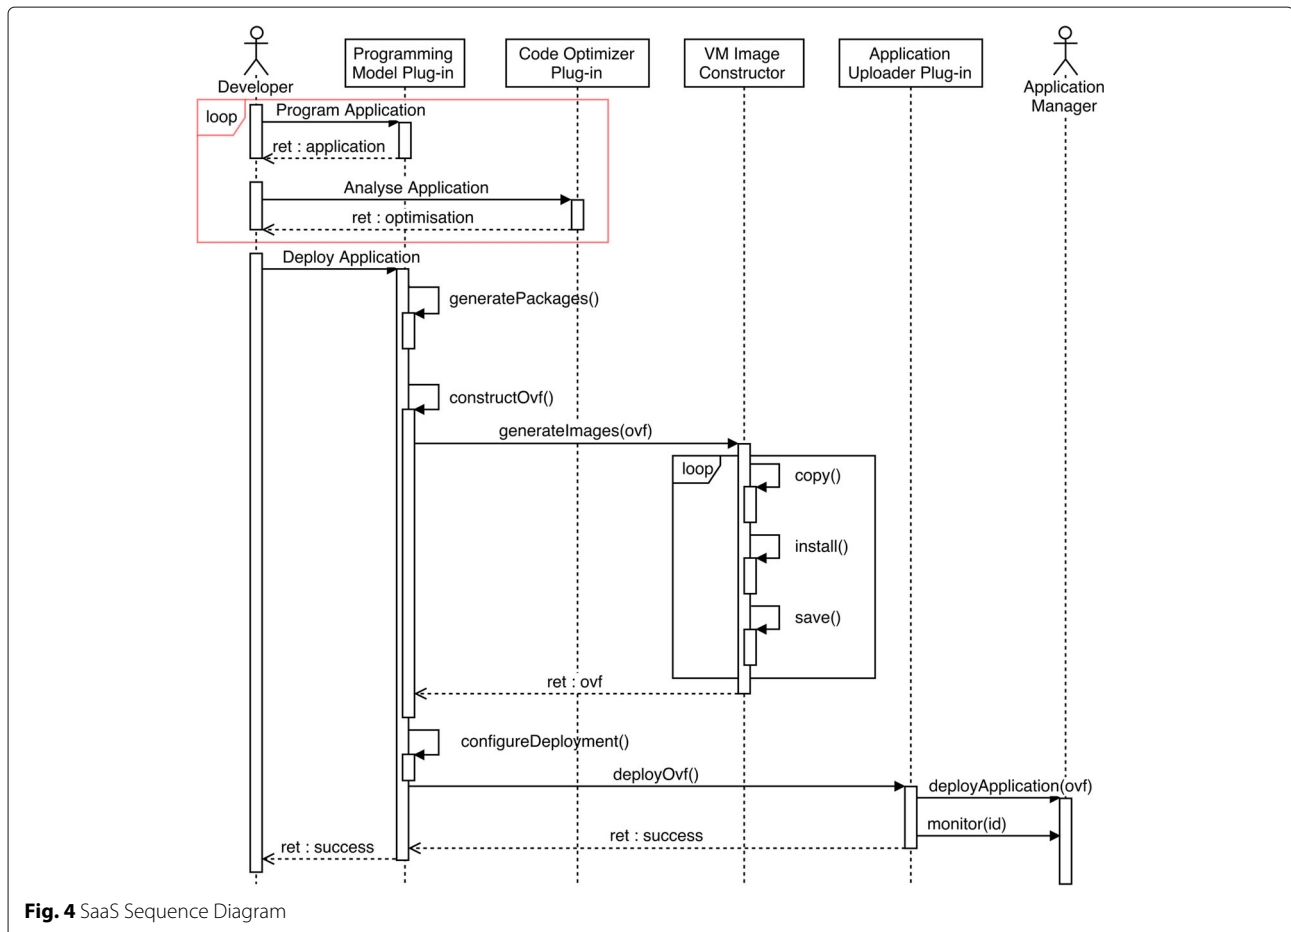 Developer
Programming
Model Plug-in
Code Optimizer
Plug-in
VM Image
Constructor
Application
Uploader Plug-in
Application
Manager
loop
Program Application
ret : application
Analyse Application
ret : optimisation
Deploy Application
generatePackages()
constructOvf()
generateImages(ovf)
loop
copy()
install()
save()
ret : ovf
configureDeployment()
deployOvf()
deployApplication(ovf)
monitor(id)
ret : success
ret : success
Fig. 4 SaaS Sequence Diagram